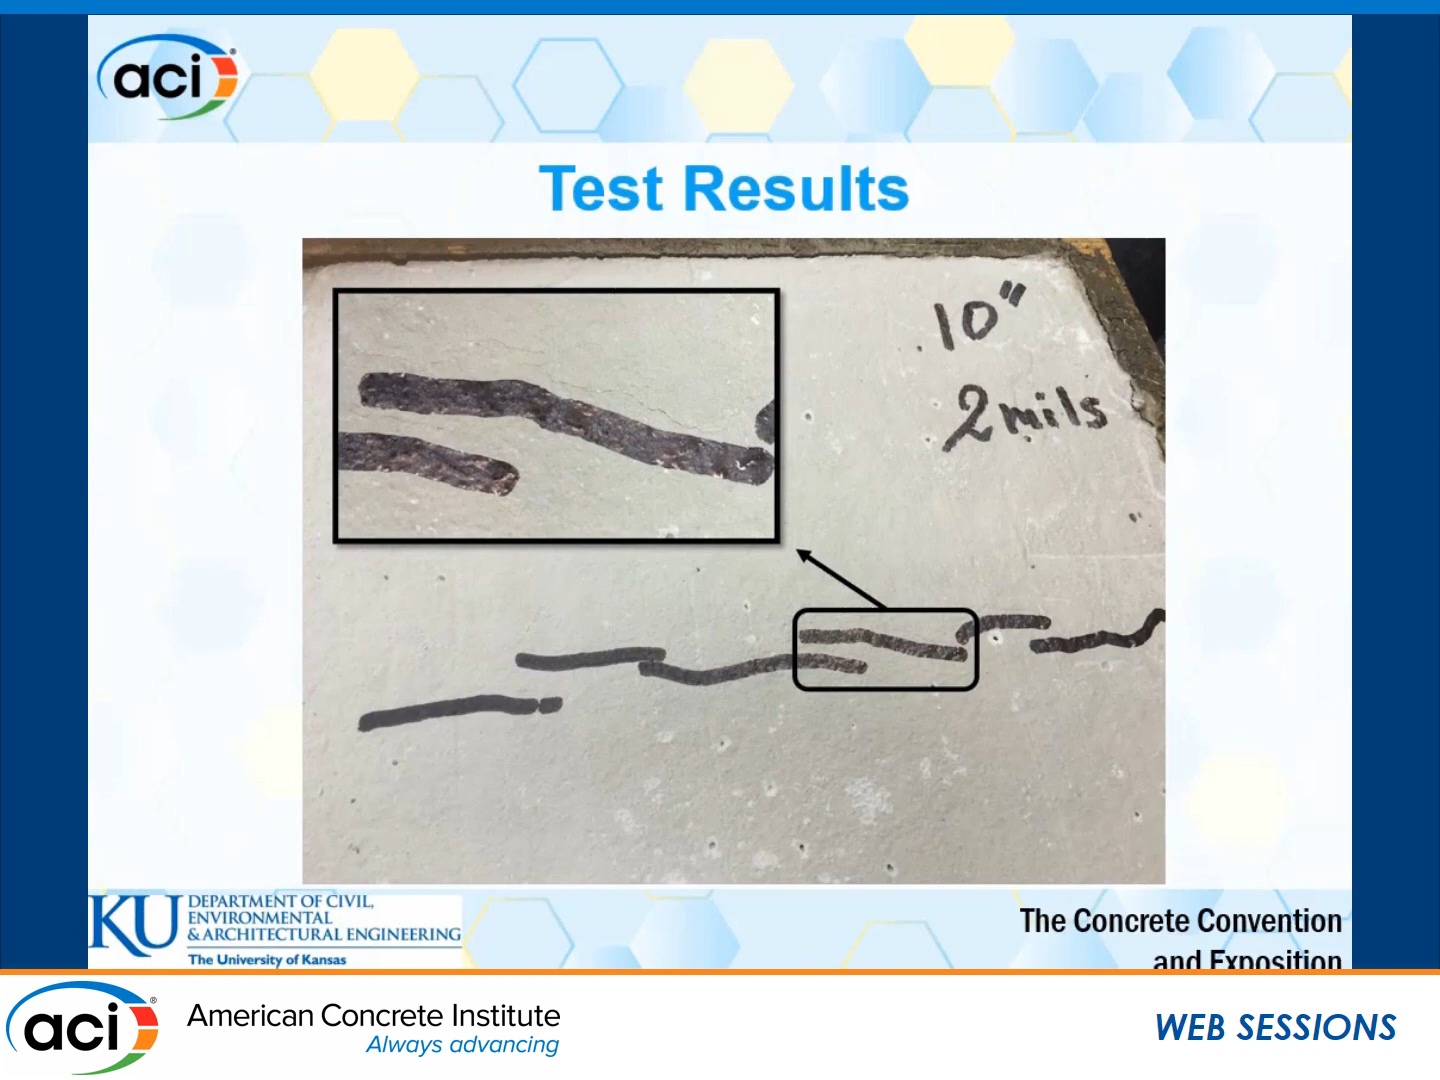 aci®
Test Results
10"
2 mils
KU
DEPARTMENT OF CIVIL,
ENVIRONMENTAL
& ARCHITECTURAL ENGINEERING
The University of Kansas
The Concrete Convention
and Exposition
aci®
American Concrete Institute
Always advancing
WEB SESSIONS